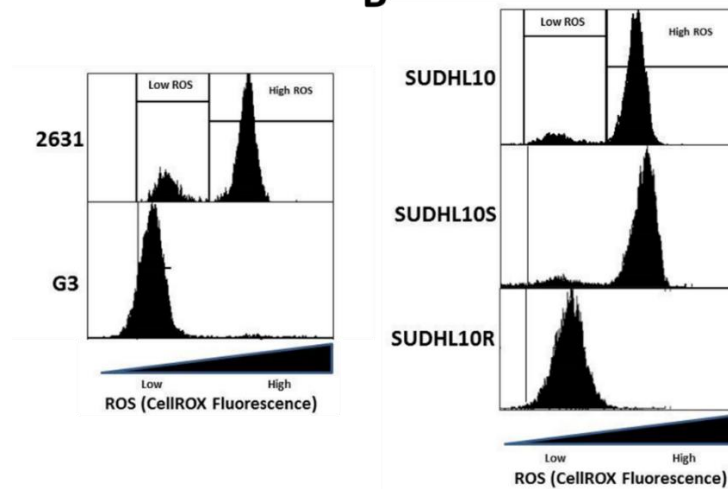 Low ROS
High ROS
2631
G3
Low
High
ROS (CellROX Fluorescence)
Low ROS
High ROS
SUDHL10
SUDHL10S
SUDHL10R
Low
High
ROS (CellROX Fluorescence)